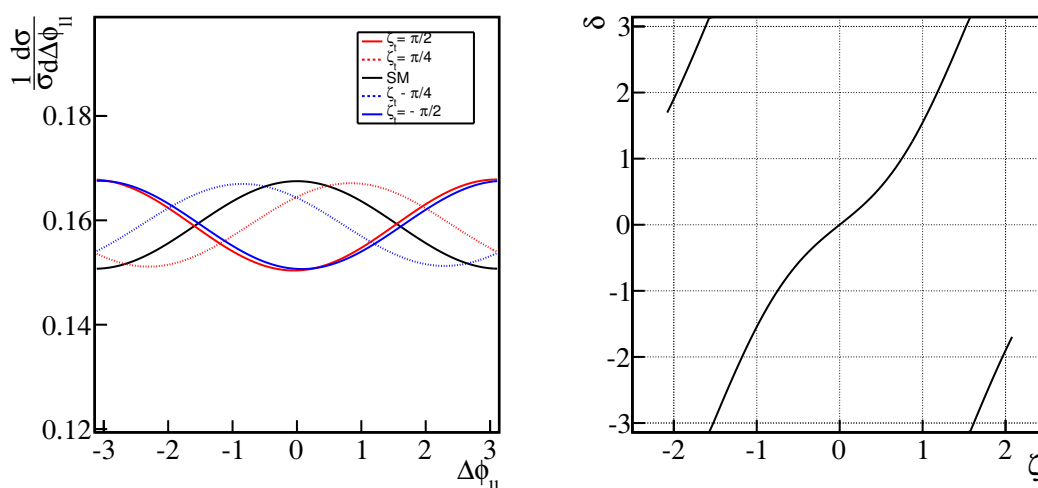 1 dσ
σ dΔϕ_ll
0.18
0.16
0.14
0.12
-3 -2 -1 0 1 2 3
Δϕ_ll
ζ_t = π/2
ζ_t = π/4
SM
ζ_t - π/4
ζ_t = - π/2
δ
3
2
1
0
-1
-2
-3
-2 -1 0 1 2
ζ